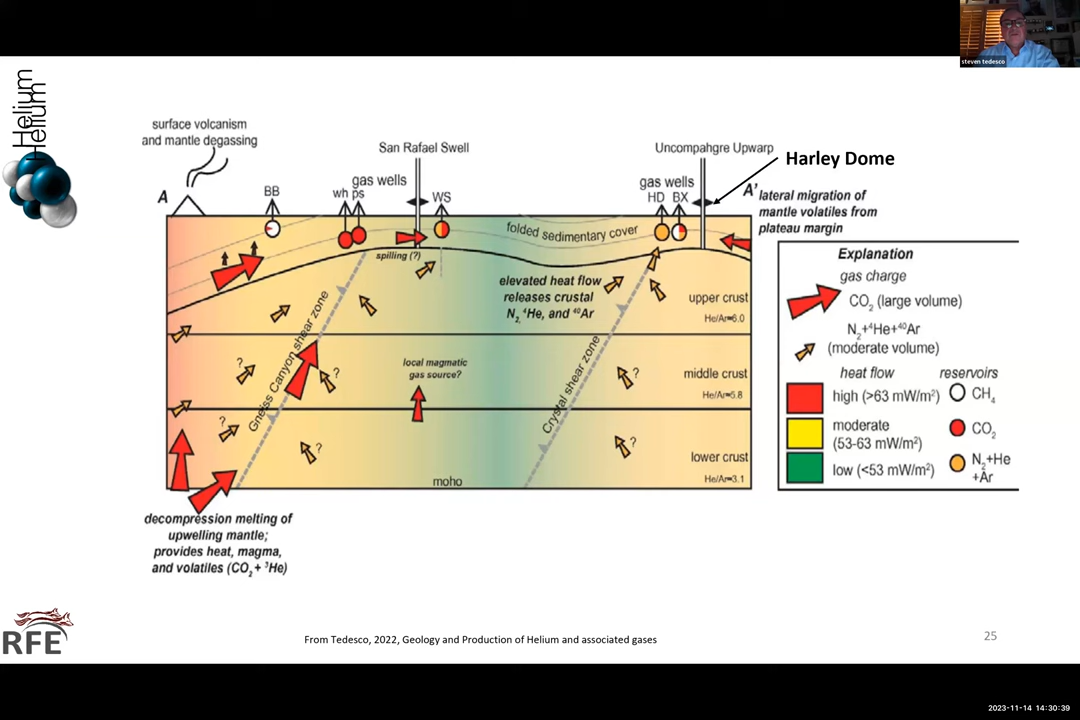 steven tedesco
Helium
Helium
surface volcanism
and mantle degassing
San Rafael Swell
Uncompahgre Upwarp
Harley Dome
A
BB
gas wells
wh ps
WS
gas wells
HD BX
A'
lateral migration of
mantle volatiles from
plateau margin
folded sedimentary cover
spilling (?)
elevated heat flow
releases crustal
N2, ⁴He, and ⁴⁰Ar
upper crust
He/Ar=6.0
Gneiss Canyon shear zone
Crystal shear zone
?
?
local magmatic
gas source?
?
middle crust
He/Ar=5.8
?
?
?
lower crust
He/Ar=3.1
moho
decompression melting of
upwelling mantle;
provides heat, magma,
and volatiles (CO2 + ³He)
Explanation
gas charge
CO2 (large volume)
N2+⁴He+⁴⁰Ar
(moderate volume)
heat flow
reservoirs
high (>63 mW/m²)
CH4
moderate
(53-63 mW/m²)
CO2
low (<53 mW/m²)
N2+He
+Ar
RFE
From Tedesco, 2022, Geology and Production of Helium and associated gases
25
2023-11-14 14:30:39